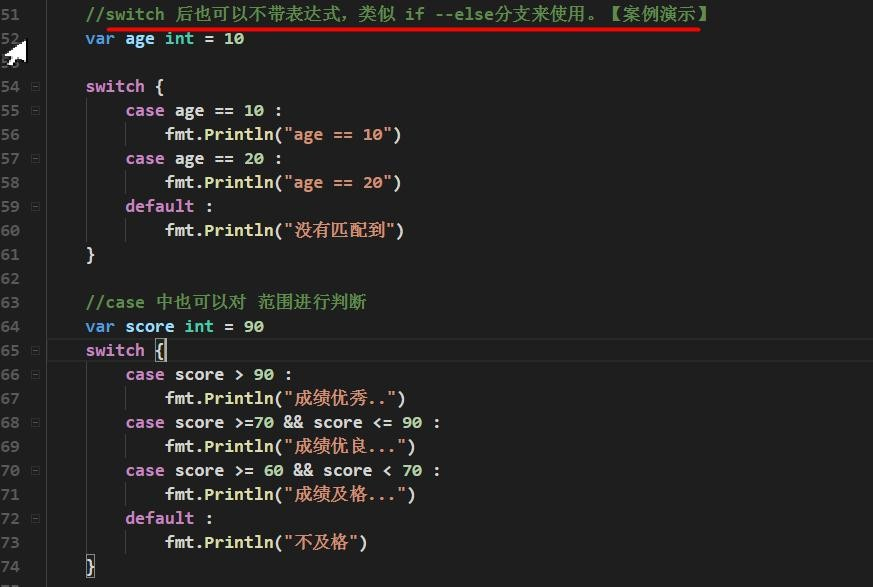 51 //switch 后也可以不带表达式，类似 if --else分支来使用。【案例演示】
52 var age int = 10
53
54 switch {
55 case age == 10 :
56 fmt.Println("age == 10")
57 case age == 20 :
58 fmt.Println("age == 20")
59 default :
60 fmt.Println("没有匹配到")
61 }
62
63 //case 中也可以对 范围进行判断
64 var score int = 90
65 switch {
66 case score > 90 :
67 fmt.Println("成绩优秀..")
68 case score >=70 && score <= 90 :
69 fmt.Println("成绩优良...")
70 case score >= 60 && score < 70 :
71 fmt.Println("成绩及格...")
72 default :
73 fmt.Println("不及格")
74 }